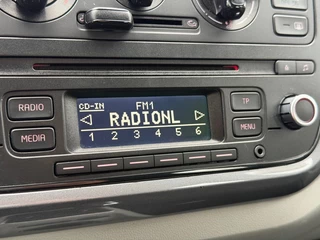 CD-IN FM1
RADIO RADIONL TP
MEDIA 1 2 3 4 5 6 MENU